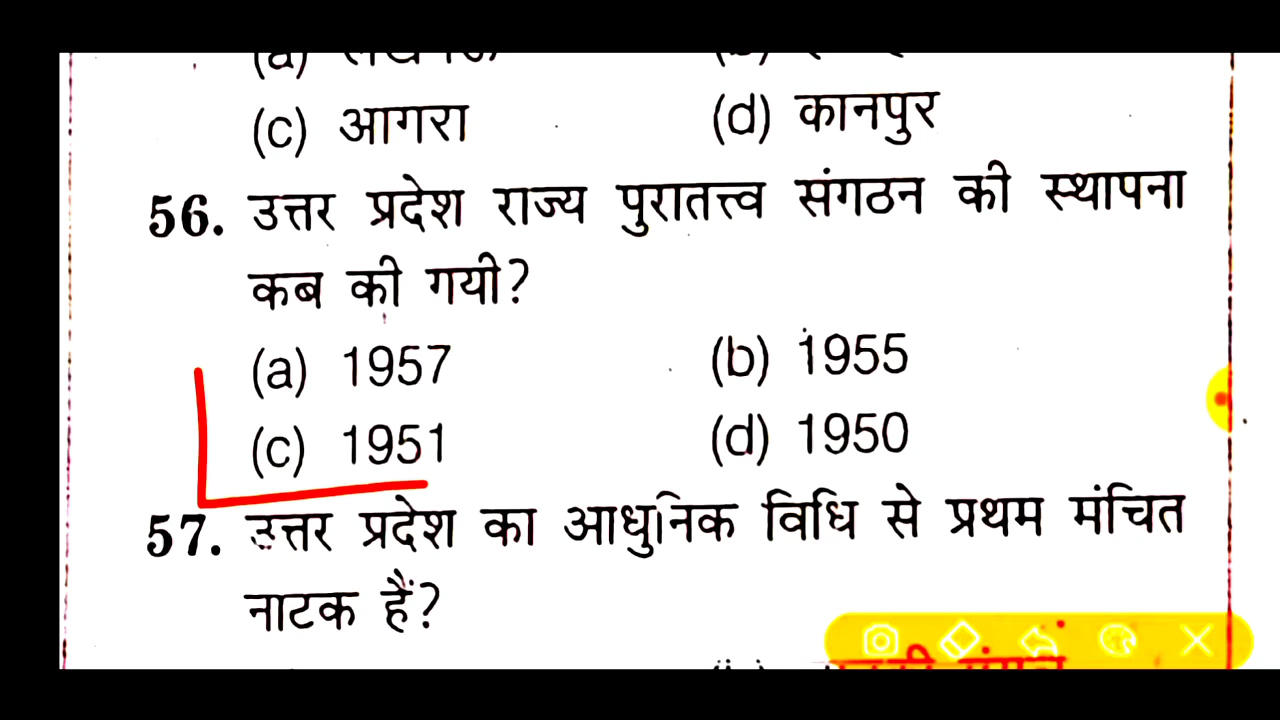 (c) आगरा (d) कानपुर
56. उत्तर प्रदेश राज्य पुरातत्त्व संगठन की स्थापना
कब की गयी?
(a) 1957 (b) 1955
(c) 1951 (d) 1950
57. उत्तर प्रदेश का आधुनिक विधि से प्रथम मंचित
नाटक हैं?